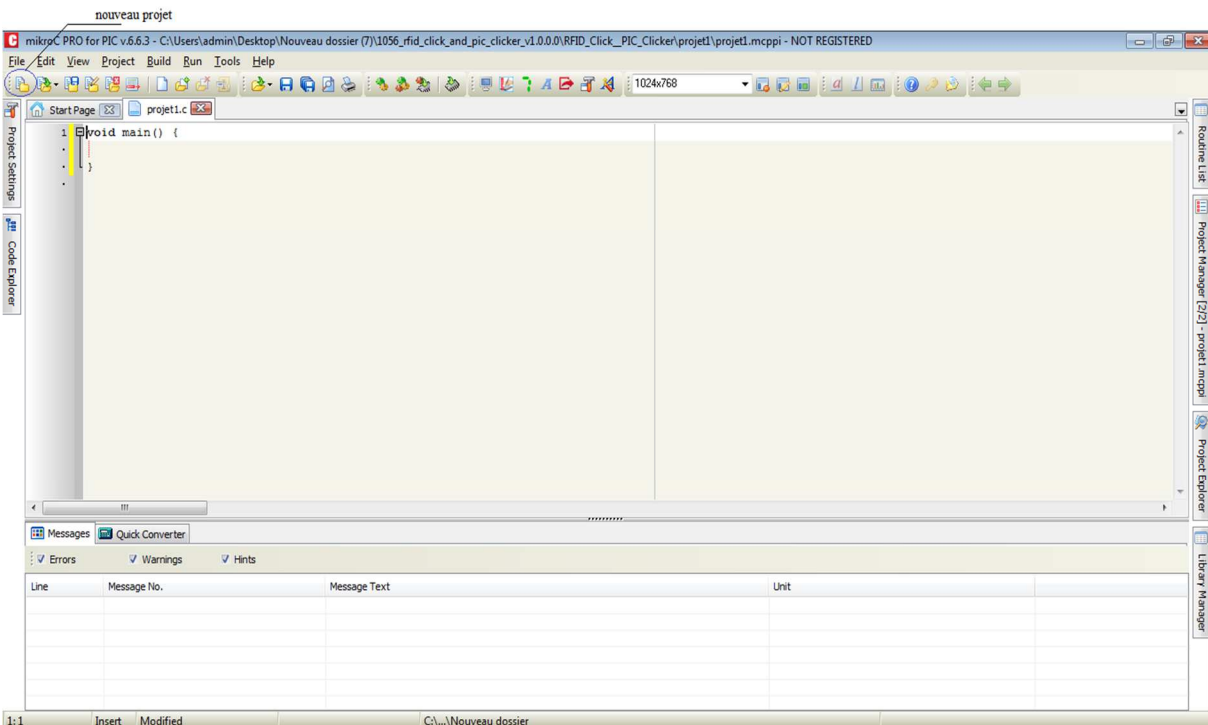 nouveau projet
mikroC PRO for PIC v.6.6.3 - C:\Users\admin\Desktop\Nouveau dossier (7)\1056_rfid_click_and_pic_clicker_v1.0.0.0\RFID_Click__PIC_Clicker\projet1\projet1.mcppi - NOT REGISTERED
File Edit View Project Build Run Tools Help
1024x768
Start Page projet1.c
1 void main() {
}
Project Settings
Code Explorer
Routine List
Project Manager [2/2] - projet1.mcppi
Project Explorer
Library Manager
Messages Quick Converter
Errors Warnings Hints
Line Message No. Message Text Unit
1:1 Insert Modified C:\...\Nouveau dossier